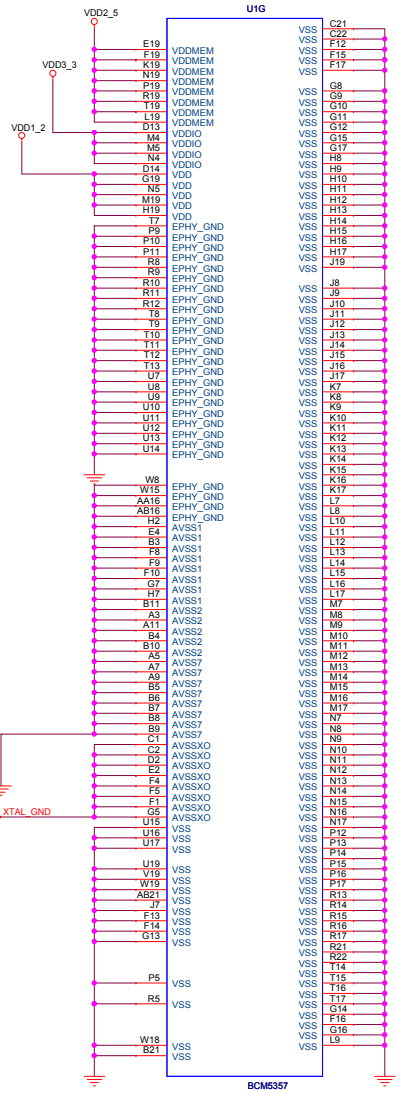 U1G
VDD2_5
VDD3_3
VDD1_2
E19 VDDMEM
F19 VDDMEM
K19 VDDMEM
N19 VDDMEM
P19 VDDMEM
R19 VDDMEM
T19 VDDMEM
L19 VDDMEM
D13 VDDIO
M4 VDDIO
M5 VDDIO
N4 VDDIO
D14 VDD
G19 VDD
N5 VDD
M19 VDD
H19 VDD
T7 EPHY_GND
P9 EPHY_GND
P10 EPHY_GND
P11 EPHY_GND
R8 EPHY_GND
R9 EPHY_GND
R10 EPHY_GND
R11 EPHY_GND
R12 EPHY_GND
T8 EPHY_GND
T9 EPHY_GND
T10 EPHY_GND
T11 EPHY_GND
T12 EPHY_GND
T13 EPHY_GND
U7 EPHY_GND
U8 EPHY_GND
U9 EPHY_GND
U10 EPHY_GND
U11 EPHY_GND
U12 EPHY_GND
U13 EPHY_GND
U14 EPHY_GND
W8 EPHY_GND
W15 EPHY_GND
AA16 EPHY_GND
AB16 EPHY_GND
H2 AVSS1
E4 AVSS1
B3 AVSS1
F8 AVSS1
F9 AVSS1
F10 AVSS1
G7 AVSS1
H7 AVSS1
B11 AVSS2
A3 AVSS2
A11 AVSS2
B4 AVSS2
B10 AVSS2
A5 AVSS7
A7 AVSS7
A9 AVSS7
B5 AVSS7
B6 AVSS7
B7 AVSS7
B8 AVSS7
B9 AVSS7
C1 AVSSXO
C2 AVSSXO
D2 AVSSXO
E2 AVSSXO
F4 AVSSXO
F5 AVSSXO
F1 AVSSXO
XTAL_GND G5 AVSSXO
U15 VSS
U16 VSS
U17 VSS
U19 VSS
V19 VSS
W19 VSS
AB21 VSS
J7 VSS
F13 VSS
F14 VSS
G13 VSS
P5 VSS
R5 VSS
W18 VSS
B21 VSS
VSS C21
VSS C22
VSS F12
VSS F15
VSS F17
VSS G8
VSS G9
VSS G10
VSS G11
VSS G12
VSS G15
VSS G17
VSS H8
VSS H9
VSS H10
VSS H11
VSS H12
VSS H13
VSS H14
VSS H15
VSS H16
VSS H17
VSS J19
VSS J8
VSS J9
VSS J10
VSS J11
VSS J12
VSS J13
VSS J14
VSS J15
VSS J16
VSS J17
VSS K7
VSS K8
VSS K9
VSS K10
VSS K11
VSS K12
VSS K13
VSS K14
VSS K15
VSS K16
VSS K17
VSS L7
VSS L8
VSS L10
VSS L11
VSS L12
VSS L13
VSS L14
VSS L15
VSS L16
VSS L17
VSS M7
VSS M8
VSS M9
VSS M10
VSS M11
VSS M12
VSS M13
VSS M14
VSS M15
VSS M16
VSS M17
VSS N7
VSS N8
VSS N9
VSS N10
VSS N11
VSS N12
VSS N13
VSS N14
VSS N15
VSS N16
VSS N17
VSS P12
VSS P13
VSS P14
VSS P15
VSS P16
VSS P17
VSS R13
VSS R14
VSS R15
VSS R16
VSS R17
VSS R21
VSS R22
VSS T14
VSS T15
VSS T16
VSS T17
VSS G14
VSS F16
VSS G16
VSS L9
BCM5357